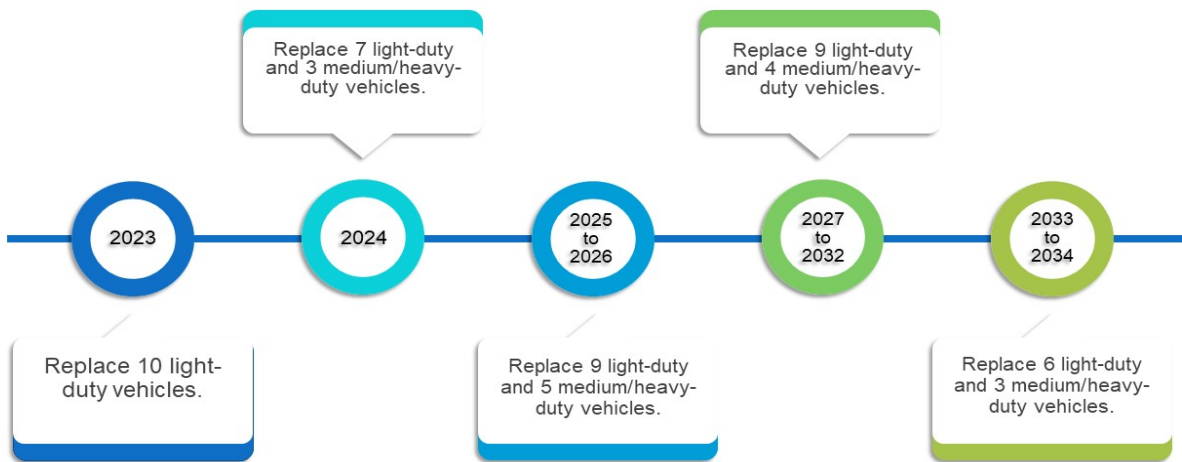 Replace 7 light-duty
and 3 medium/heavy-
duty vehicles.
Replace 9 light-duty
and 4 medium/heavy-
duty vehicles.
2023
2024
2025
to
2026
2027
to
2032
2033
to
2034
Replace 10 light-
duty vehicles.
Replace 9 light-duty
and 5 medium/heavy-
duty vehicles.
Replace 6 light-duty
and 3 medium/heavy-
duty vehicles.